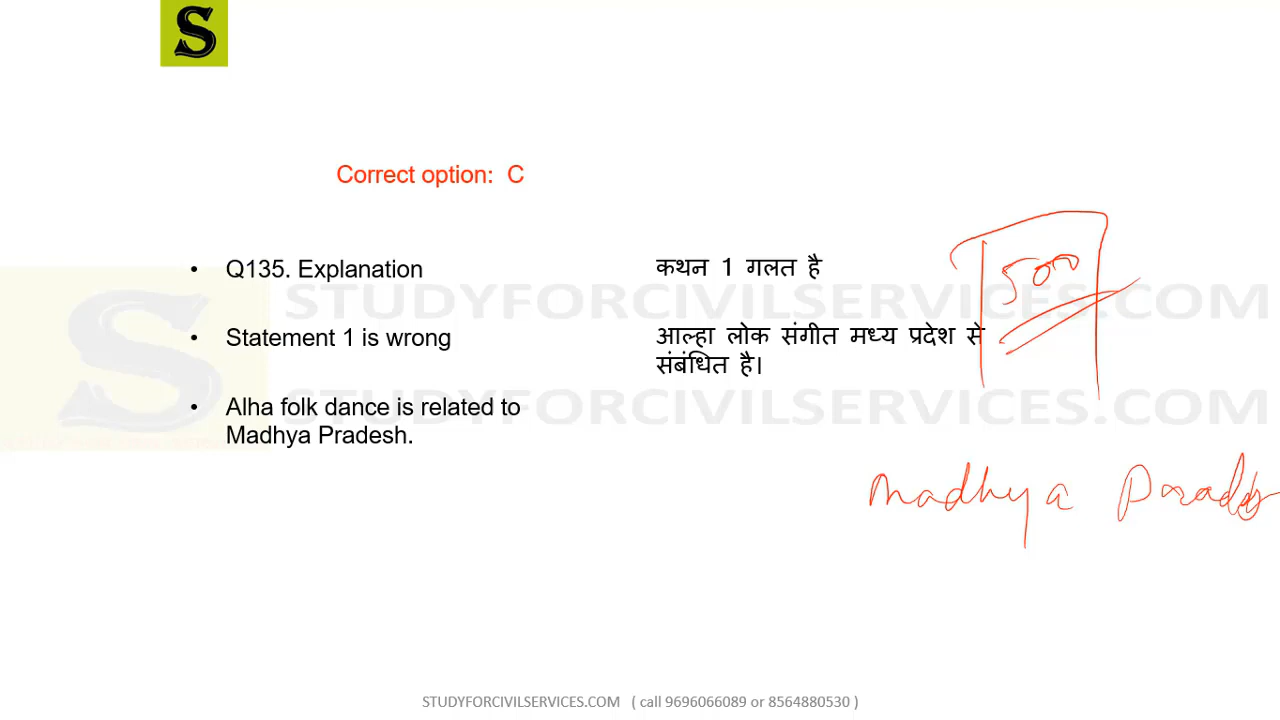 S
Correct option: C
• Q135. Explanation
• Statement 1 is wrong
• Alha folk dance is related to
Madhya Pradesh.
कथन 1 गलत है
आल्हा लोक संगीत मध्य प्रदेश से
संबंधित है।
500
madhya
STUDYFORCIVILSERVICES.COM
STUDYFORCIVILSERVICES.COM
STUDYFORCIVILSERVICES.COM ( call 9696066089 or 8564880530 )